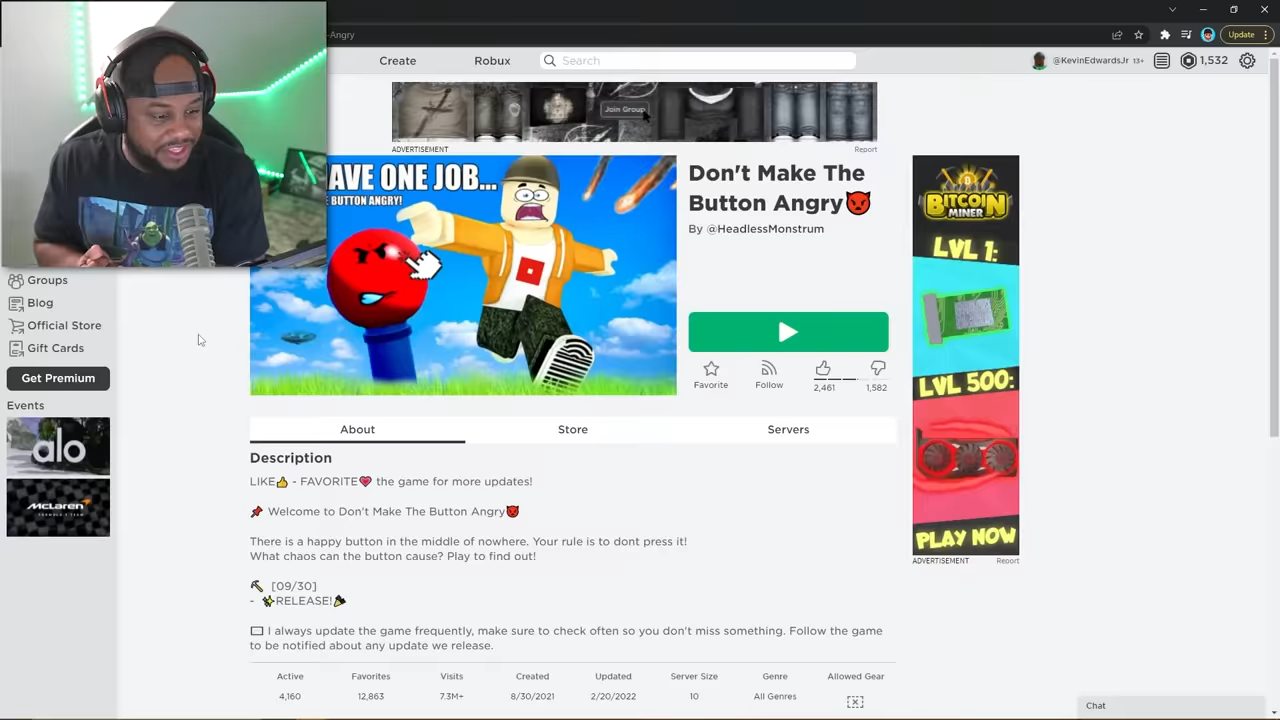 -Angry
Update
Create
Robux
Search
@KevinEdwardsJr 13+
1,532
Join Group
ADVERTISEMENT
Report
AVE ONE JOB...
E BUTTON ANGRY!
Don't Make The
Button Angry👿
By @HeadlessMonstrum
Favorite
Follow
2,461
1,582
BITCOIN
MINER
LVL 1:
LVL 500:
PLAY NOW
ADVERTISEMENT
Report
Groups
Blog
Official Store
Gift Cards
Get Premium
Events
alo
McLaren
About
Store
Servers
Description
LIKE👍 - FAVORITE💗 the game for more updates!
📌 Welcome to Don't Make The Button Angry👿
There is a happy button in the middle of nowhere. Your rule is to dont press it!
What chaos can the button cause? Play to find out!
🔨 [09/30]
- ✨RELEASE!🎉
I always update the game frequently, make sure to check often so you don't miss something. Follow the game
to be notified about any update we release.
Active
Favorites
Visits
Created
Updated
Server Size
Genre
Allowed Gear
4,160
12,863
7.3M+
8/30/2021
2/20/2022
10
All Genres
Chat